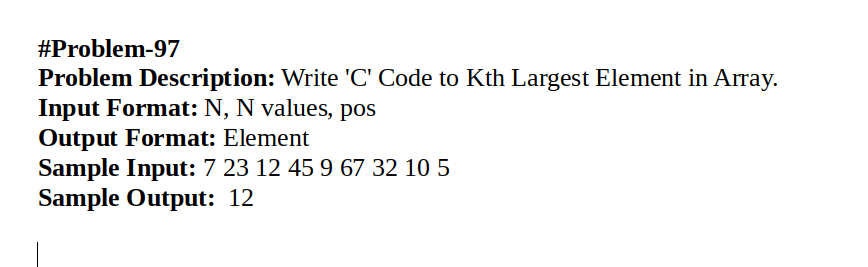 #Problem-97
Problem Description: Write 'C' Code to Kth Largest Element in Array.
Input Format: N, N values, pos
Output Format: Element
Sample Input: 7 23 12 45 9 67 32 10 5
Sample Output: 12